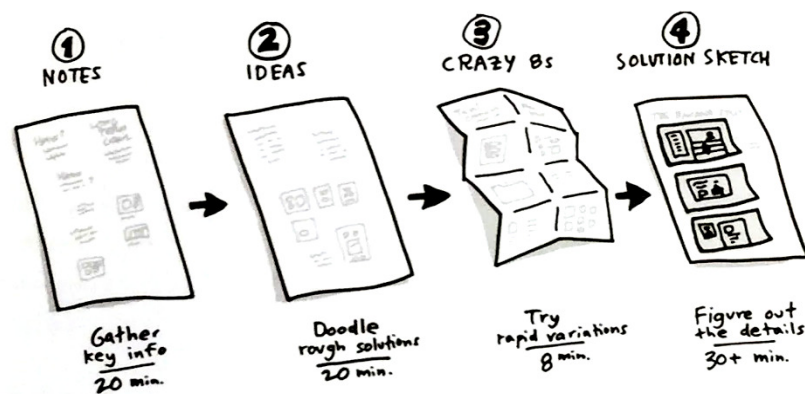 1
NOTES
Gather
key info
20 min.
2
IDEAS
Doodle
rough solutions
20 min.
3
CRAZY 8s
Try
rapid variations
8 min.
4
SOLUTION SKETCH
Figure out
the details
30+ min.